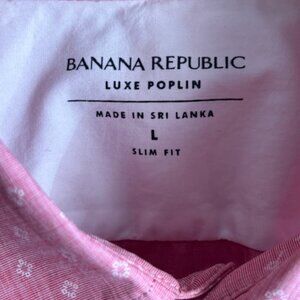 BANANA REPUBLIC
LUXE POPLIN
MADE IN SRI LANKA
L
SLIM FIT